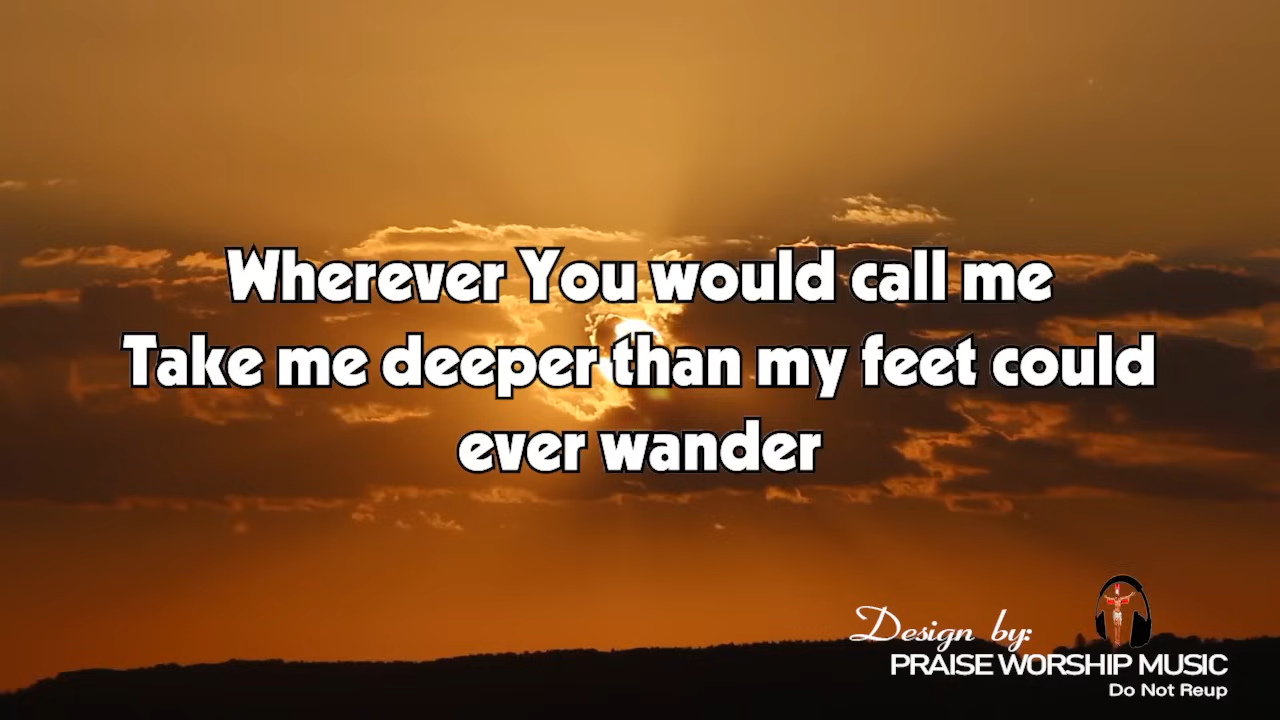 Wherever You would call me
Take me deeper than my feet could
ever wander
Design by:
PRAISE WORSHIP MUSIC
Do Not Reup